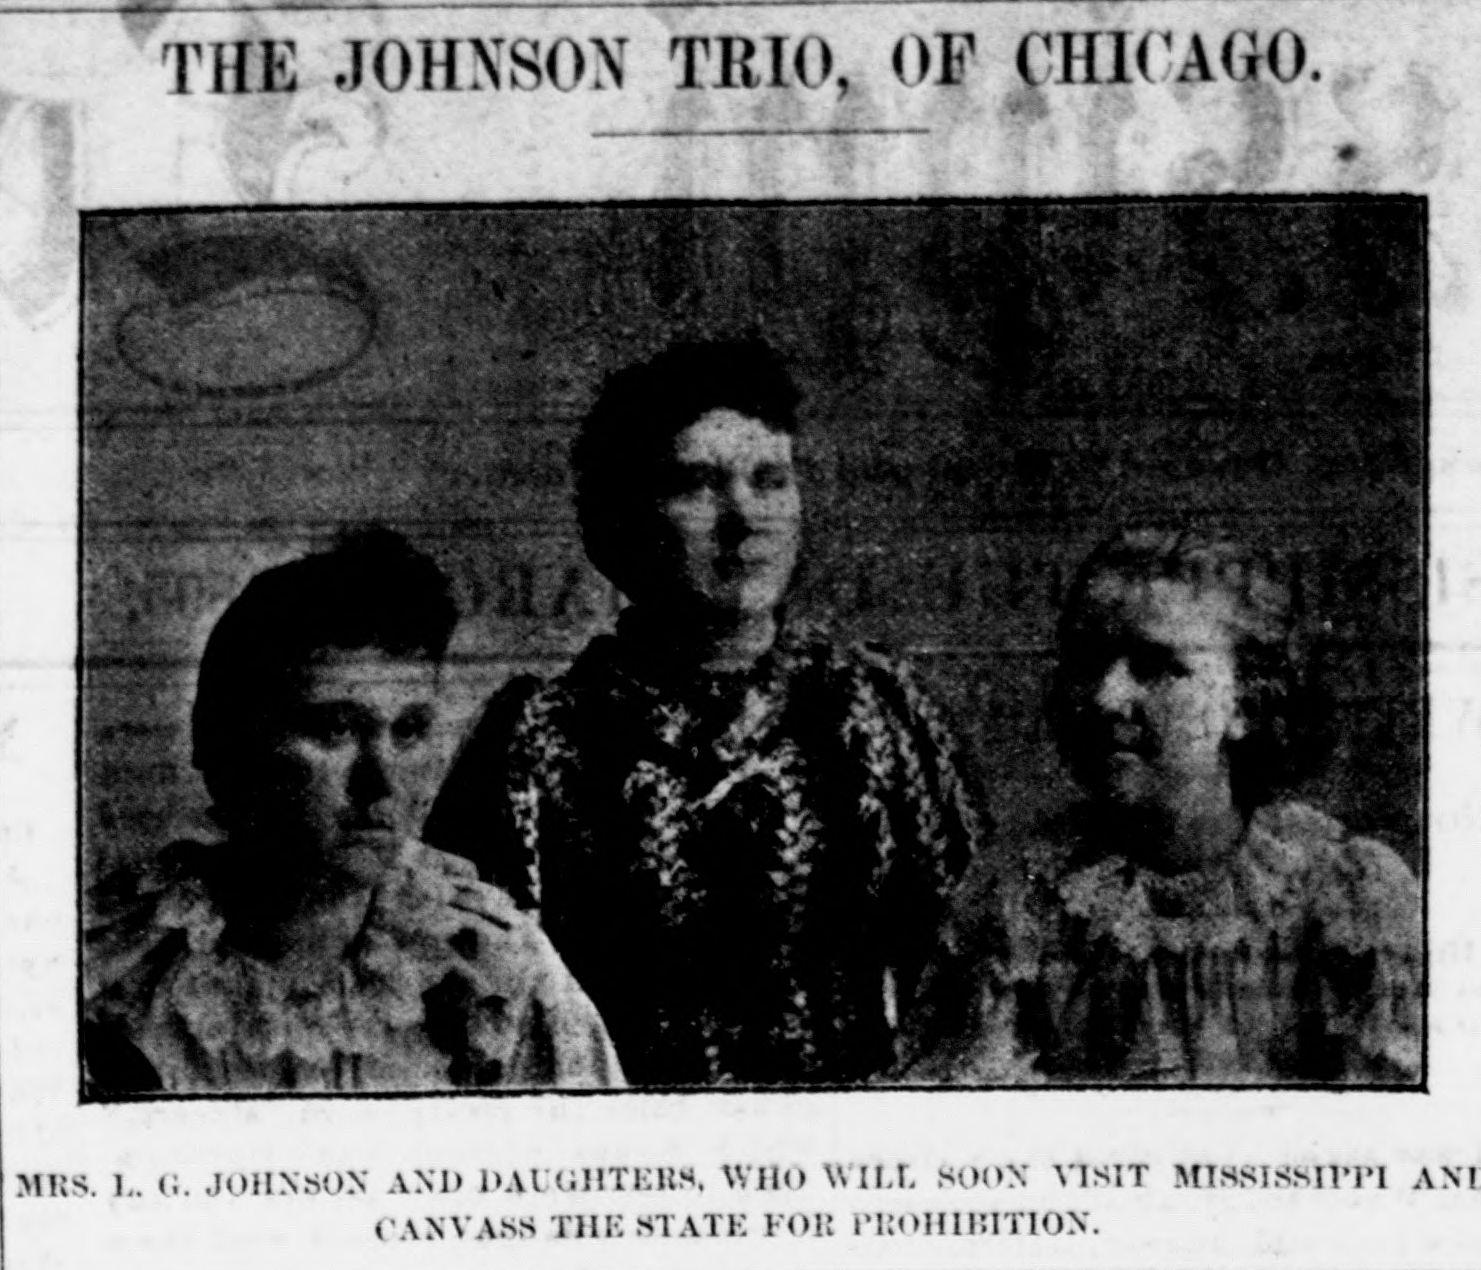 THE JOHNSON TRIO, OF CHICAGO.
MRS. L. G. JOHNSON AND DAUGHTERS, WHO WILL SOON VISIT MISSISSIPPI AND
CANVASS THE STATE FOR PROHIBITION.